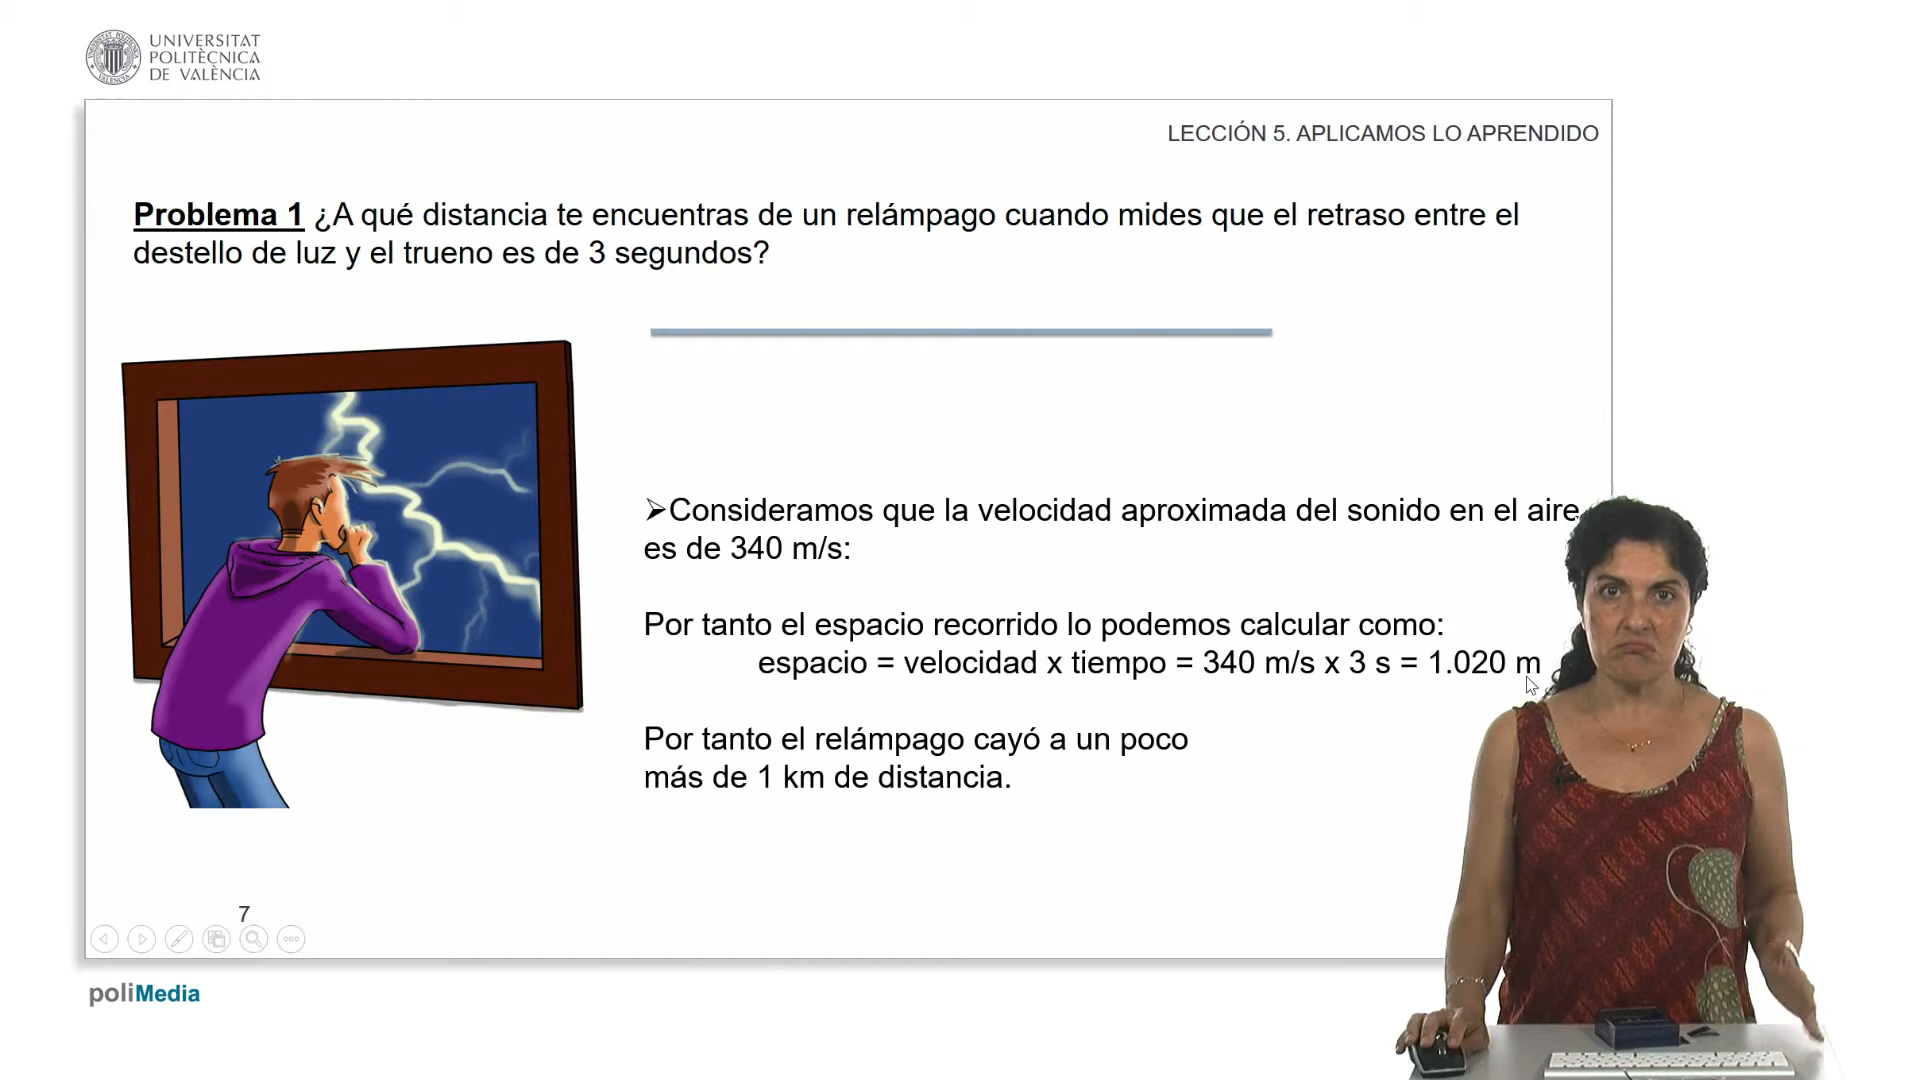 UNIVERSITAT
POLITÈCNICA
DE VALÈNCIA
LECCIÓN 5. APLICAMOS LO APRENDIDO
Problema 1 ¿A qué distancia te encuentras de un relámpago cuando mides que el retraso entre el
destello de luz y el trueno es de 3 segundos?
➢Consideramos que la velocidad aproximada del sonido en el aire
es de 340 m/s:
Por tanto el espacio recorrido lo podemos calcular como:
espacio = velocidad x tiempo = 340 m/s x 3 s = 1.020 m
Por tanto el relámpago cayó a un poco
más de 1 km de distancia.
7
poliMedia